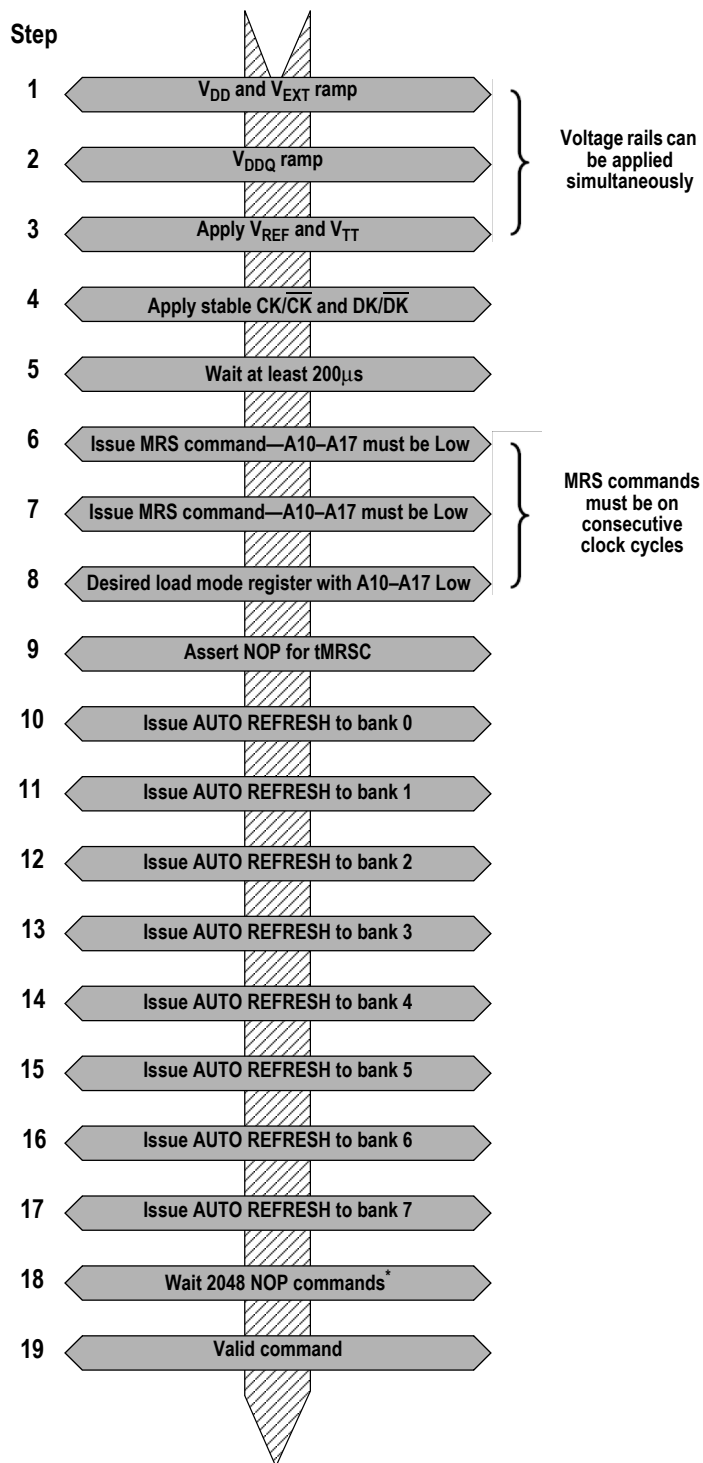 Step
1 V_DD and V_EXT ramp
2 V_DDQ ramp
3 Apply V_REF and V_TT
Voltage rails can
be applied
simultaneously
4 Apply stable CK/C̅K̅ and DK/D̅K̅
5 Wait at least 200μs
6 Issue MRS command—A10–A17 must be Low
7 Issue MRS command—A10–A17 must be Low
8 Desired load mode register with A10–A17 Low
MRS commands
must be on
consecutive
clock cycles
9 Assert NOP for tMRSC
10 Issue AUTO REFRESH to bank 0
11 Issue AUTO REFRESH to bank 1
12 Issue AUTO REFRESH to bank 2
13 Issue AUTO REFRESH to bank 3
14 Issue AUTO REFRESH to bank 4
15 Issue AUTO REFRESH to bank 5
16 Issue AUTO REFRESH to bank 6
17 Issue AUTO REFRESH to bank 7
18 Wait 2048 NOP commands*
19 Valid command